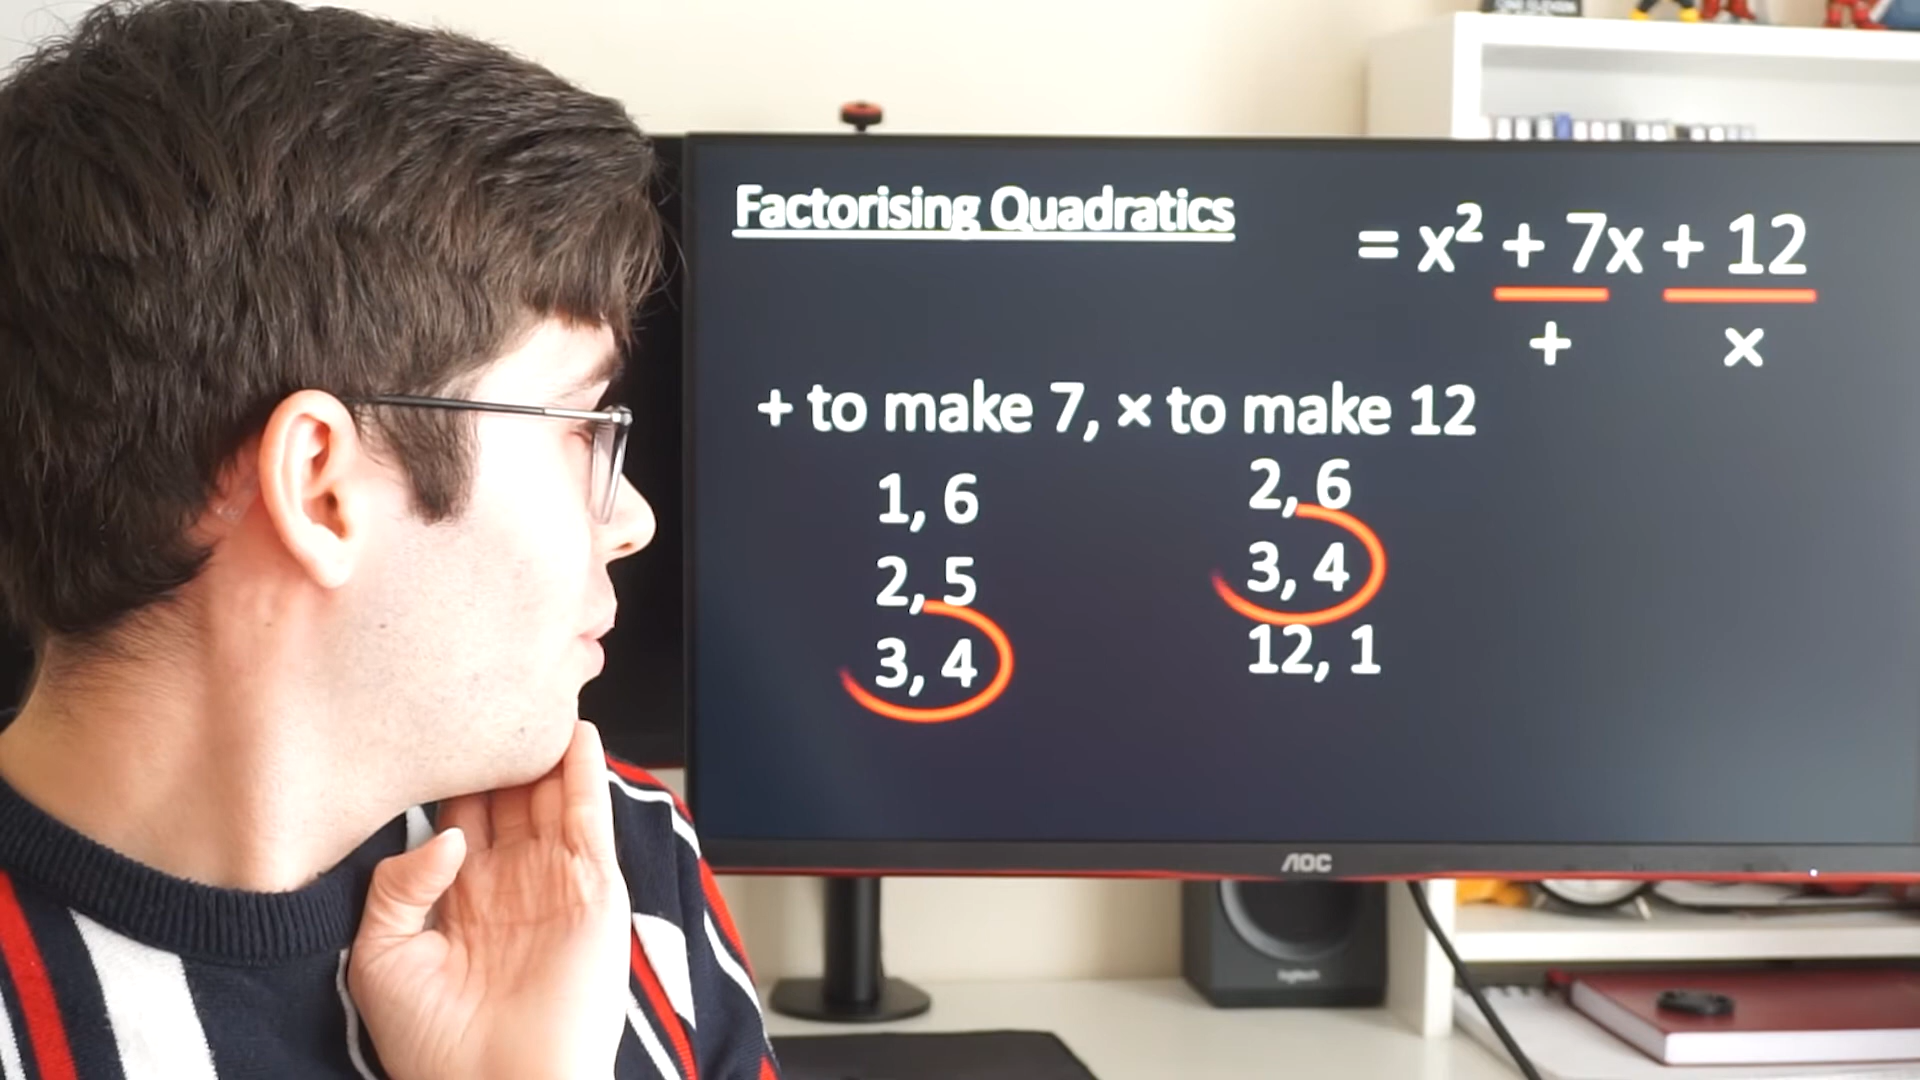 Factorising Quadratics
= x² + 7x + 12
+ ×
+ to make 7, × to make 12
1, 6
2, 5
3, 4
2, 6
3, 4
12, 1
AOC
logitech